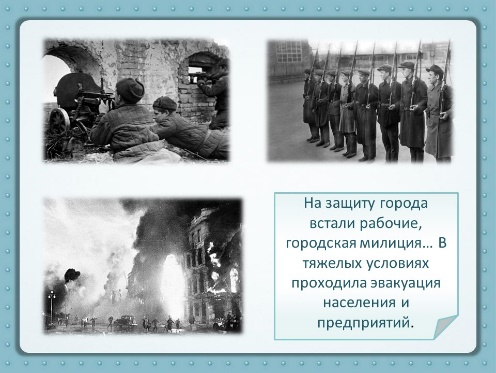 На защиту города
встали рабочие,
городская милиция... В
тяжелых условиях
проходила эвакуация
населения и
предприятий.